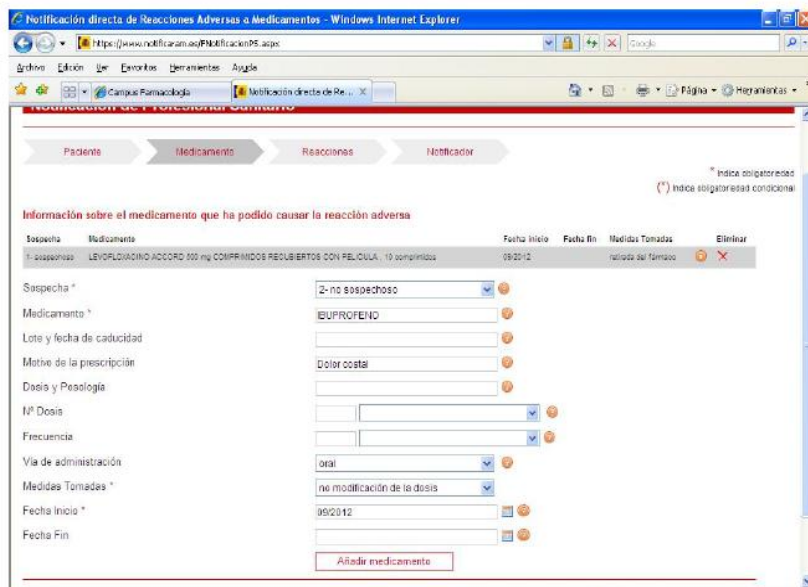 Notificación directa de Reacciones Adversas a Medicamentos - Windows Internet Explorer
https://www.notificaram.es/FNotificacionPS.aspx
Google
Archivo Edición Ver Favoritos Herramientas Ayuda
Campus Farmacología
Notificación directa de Re...
Página
Herramientas
Notificación de Profesional Sanitario
Paciente Medicamento Reacciones Notificador
* Indica obligatoriedad
(*) Indica obligatoriedad condicional
Información sobre el medicamento que ha podido causar la reacción adversa
Sospecha Medicamento Fecha inicio Fecha fin Medidas Tomadas Eliminar
1- sospechoso LEVOFLOXACINO ACCORD 500 mg COMPRIMIDOS RECUBIERTOS CON PELICULA , 10 comprimidos 09/2012 retirada del fármaco
Sospecha * 2- no sospechoso
Medicamento * IBUPROFENO
Lote y fecha de caducidad
Motivo de la prescripción Dolor costal
Dosis y Posología
Nº Dosis
Frecuencia
Vía de administración oral
Medidas Tomadas * no modificación de la dosis
Fecha Inicio * 09/2012
Fecha Fin
Añadir medicamento